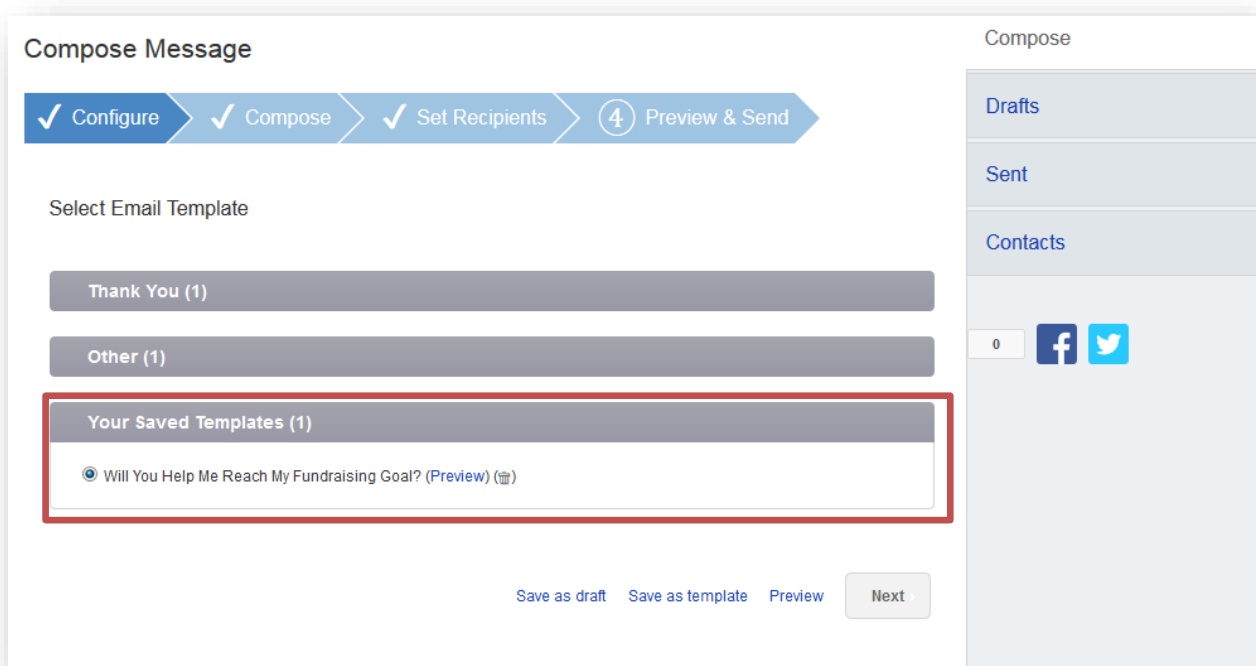 Compose Message
Configure
Compose
Set Recipients
4 Preview & Send
Select Email Template
Thank You (1)
Other (1)
Your Saved Templates (1)
Will You Help Me Reach My Fundraising Goal? (Preview) ()
Save as draft
Save as template
Preview
Next
Compose
Drafts
Sent
Contacts
0